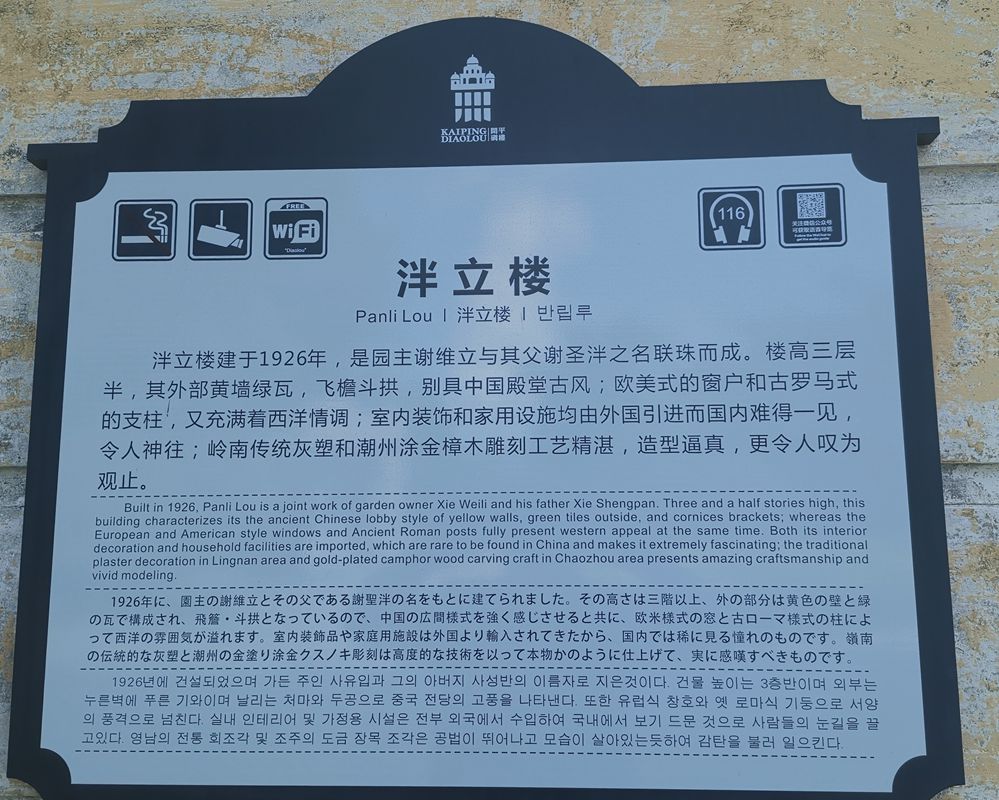 KAIPING
DIAOLOU
開平
碉樓
FREE
WiFi
"Diaolou"
116
关注微信公众号
可获取语音导览
泮立楼
Panli Lou | 泮立楼 | 반립루
泮立楼建于1926年，是园主谢维立与其父谢圣泮之名联珠而成。楼高三层
半，其外部黄墙绿瓦，飞檐斗拱，别具中国殿堂古风；欧美式的窗户和古罗马式
的支柱，又充满着西洋情调；室内装饰和家用设施均由外国引进而国内难得一见，
令人神往；岭南传统灰塑和潮州涂金樟木雕刻工艺精湛，造型逼真，更令人叹为
观止。
Built in 1926, Panli Lou is a joint work of garden owner Xie Weili and his father Xie Shengpan. Three and a half stories high, this
building characterizes its the ancient Chinese lobby style of yellow walls, green tiles outside, and cornices brackets; whereas the
European and American style windows and Ancient Roman posts fully present western appeal at the same time. Both its interior
decoration and household facilities are imported, which are rare to be found in China and makes it extremely fascinating; the traditional
plaster decoration in Lingnan area and gold-plated camphor wood carving craft in Chaozhou area presents amazing craftsmanship and
vivid modeling.
1926年に、園主の謝維立とその父である謝聖泮の名をもとに建てられました。その高さは三階以上、外の部分は黄色の壁と緑
の瓦で構成され、飛簷・斗拱となっているので、中国の広間様式を強く感じさせると共に、欧米様式の窓と古ローマ様式の柱によ
って西洋の雰囲気が溢れます。室内装飾品や家庭用施設は外国より輸入されてきたから、国内では稀に見る憧れのものです。嶺南
の伝統的な灰塑と潮州の金塗り涂金クスノキ彫刻は高度的な技術を以って本物かのように仕上げて、実に感嘆すべきものです。
1926년에 건설되었으며 가든 주인 사유입과 그의 아버지 사성반의 이름자로 지은것이다. 건물 높이는 3층반이며 외부는
누른벽에 푸른 기와이며 날리는 처마와 두공으로 중국 전당의 고풍을 나타낸다. 또한 유럽식 창호와 옛 로마식 기둥으로 서양
의 풍격으로 넘친다. 실내 인테리어 및 가정용 시설은 전부 외국에서 수입하여 국내에서 보기 드문 것으로 사람들의 눈길을 끌
고있다. 영남의 전통 회조각 및 조주의 도금 장목 조각은 공법이 뛰어나고 모습이 살아있는듯하여 감탄을 불러 일으킨다.